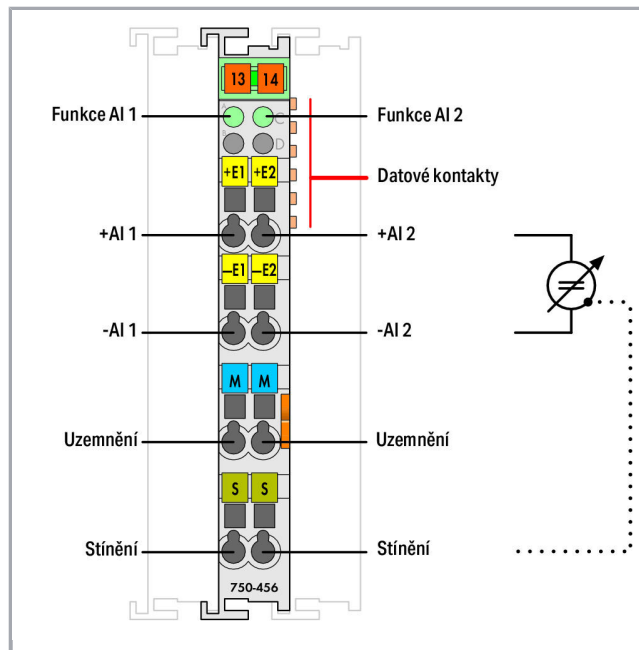 13 14
A C
Funkce AI 1
Funkce AI 2
D
+E1 +E2
Datové kontakty
+AI 1
+AI 2
–E1 –E2
-AI 1
-AI 2
M M
Uzemnění
Uzemnění
S S
Stínění
Stínění
750-456